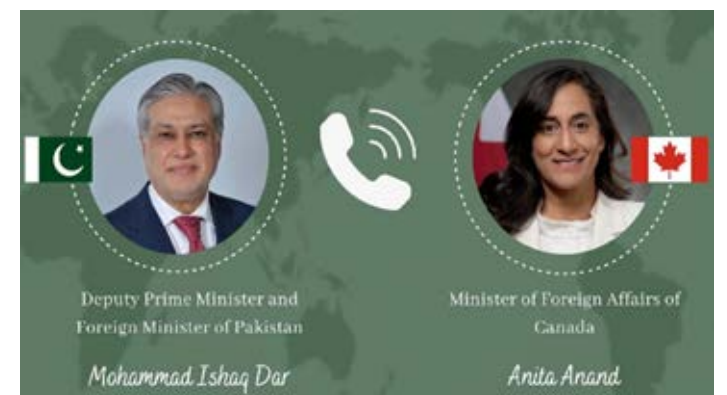 Deputy Prime Minister and
Foreign Minister of Pakistan
Mohammad Ishaq Dar
Minister of Foreign Affairs of
Canada
Anita Anand